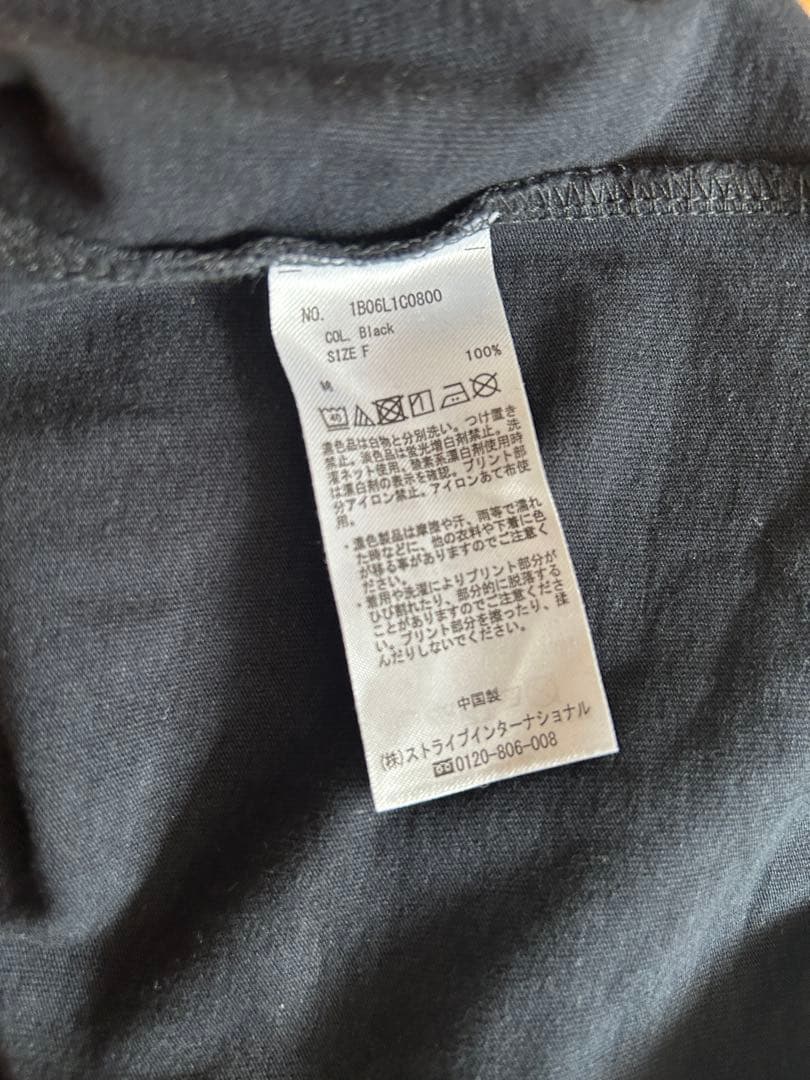 NO. 1B06L1C0800
COL. Black
SIZE F
綿 100%
40
濃色品は白物と分別洗い。つけ置き
禁止。淡色品は蛍光増白剤禁止。洗
濯ネット使用。酸素系漂白剤使用時
は漂白剤の表示を確認。プリント部
分アイロン禁止。アイロンあて布使
用。
・濃色製品は摩擦や汗、雨等で濡れ
た時などに、他の衣料や下着に色
が移る事がありますのでご注意く
ださい。
・着用や洗濯によりプリント部分が
ひび割れたり、部分的に脱落する
ことがありますのでご注意くださ
い。プリント部分を擦ったり、揉
んだりしないでください。
中国製
(株)ストライプインターナショナル
0120-806-008